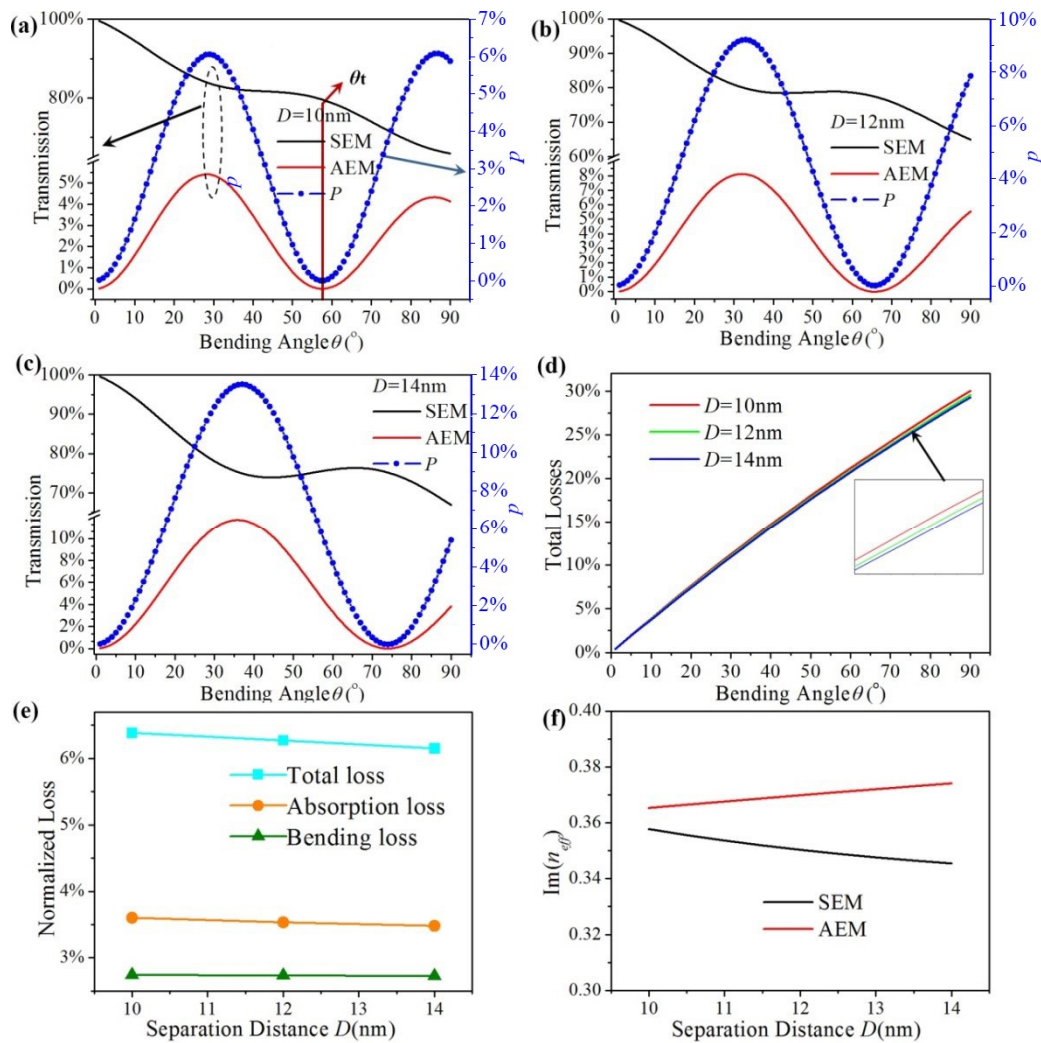 (a)
100%
80%
5%
4%
3%
2%
1%
0%
Transmission
7%
6%
5%
4%
3%
2%
1%
0%
P
θt
D=10nm
SEM
AEM
P
P
0 10 20 30 40 50 60 70 80 90
Bending Angle θ(°)
(b)
100%
90%
80%
70%
60%
8%
7%
6%
5%
4%
3%
2%
1%
0%
Transmission
10%
8%
6%
4%
2%
0%
P
D=12nm
SEM
AEM
P
0 10 20 30 40 50 60 70 80 90
Bending Angle θ(°)
(c)
100%
90%
80%
70%
10%
8%
6%
4%
2%
0%
Transmission
14%
12%
10%
8%
6%
4%
2%
0%
P
D=14nm
SEM
AEM
P
0 10 20 30 40 50 60 70 80 90
Bending Angle θ(°)
(d)
30%
25%
20%
15%
10%
5%
0%
Total Losses
D=10nm
D=12nm
D=14nm
0 10 20 30 40 50 60 70 80 90
Bending Angle θ(°)
(e)
6%
5%
4%
3%
Normalized Loss
Total loss
Absorption loss
Bending loss
10 11 12 13 14
Separation Distance D(nm)
(f)
0.40
0.38
0.36
0.34
0.32
0.30
Im(neff)
SEM
AEM
10 11 12 13 14
Separation Distance D(nm)